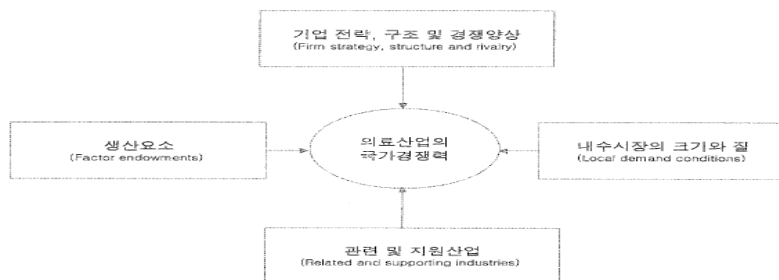 기업 전략, 구조 및 경쟁양상
(Firm strategy, structure and rivalry)
생산요소
(Factor endowments)
의료산업의
국가경쟁력
내수시장의 크기와 질
(Local demand conditions)
관련 및 지원산업
(Related and supporting industries)